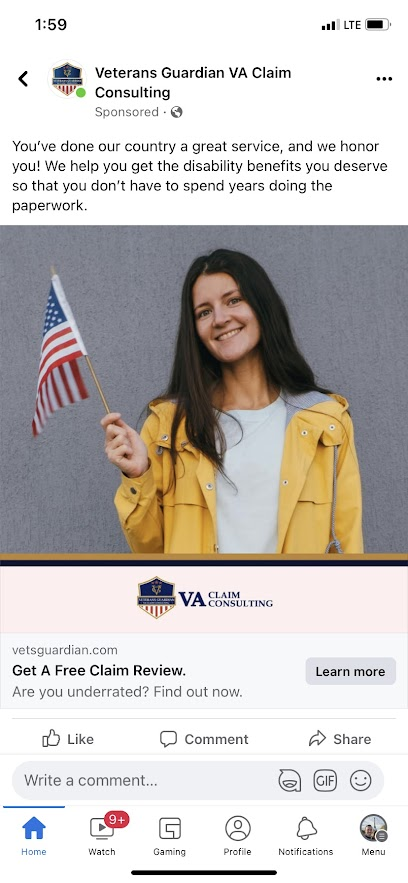 1:59
LTE
Veterans Guardian VA Claim
Consulting
Sponsored ·
You've done our country a great service, and we honor
you! We help you get the disability benefits you deserve
so that you don't have to spend years doing the
paperwork.
VETERANS GUARDIAN
VA CLAIM
CONSULTING
vetsguardian.com
Get A Free Claim Review.
Are you underrated? Find out now.
Learn more
Like
Comment
Share
Write a comment...
GIF
9+
Home
Watch
Gaming
Profile
Notifications
Menu